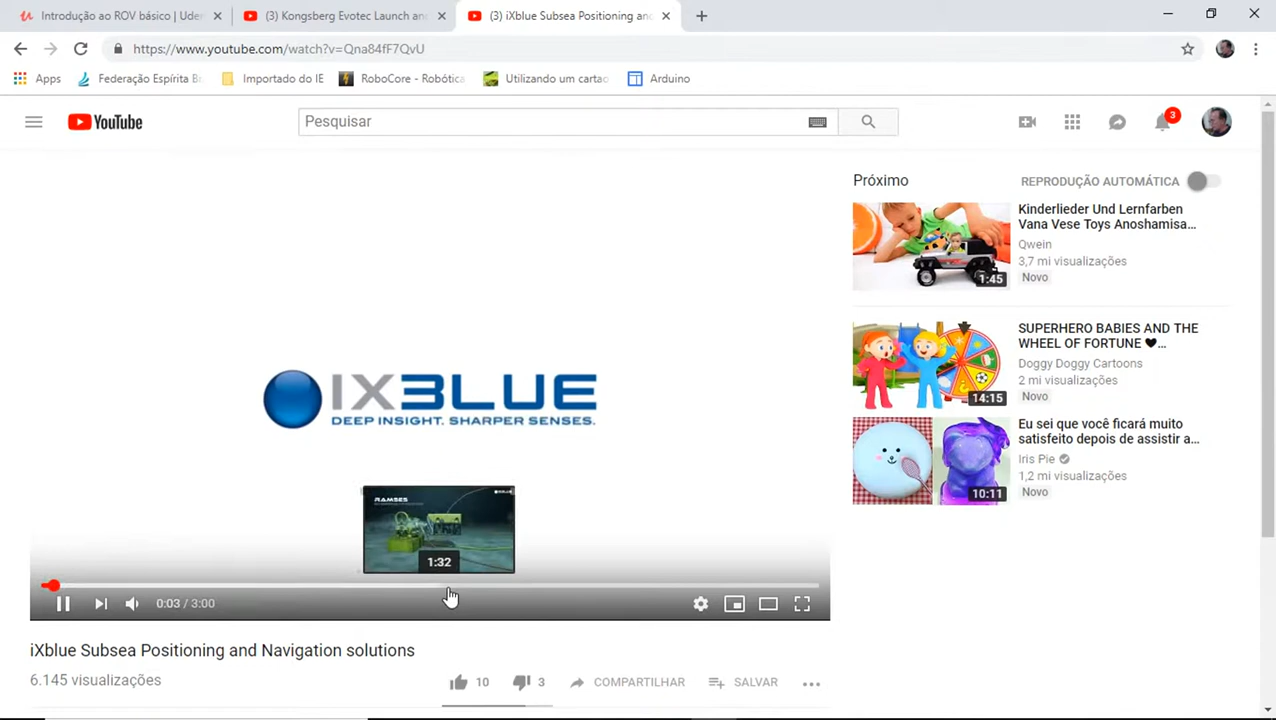 Introdução ao ROV básico | Uder
(3) Kongsberg Evotec Launch and
(3) iXblue Subsea Positioning and
https://www.youtube.com/watch?v=Qna84fF7QvU
Apps
Federação Espírita Br
Importado do IE
RoboCore - Robótica
Utilizando um cartao
Arduino
YouTube
Pesquisar
3
Próximo
REPRODUÇÃO AUTOMÁTICA
Kinderlieder Und Lernfarben
Vana Vese Toys Anoshamisa...
Qwein
3,7 mi visualizações
Novo
1:45
SUPERHERO BABIES AND THE
WHEEL OF FORTUNE ❤...
Doggy Doggy Cartoons
2 mi visualizações
Novo
14:15
Eu sei que você ficará muito
satisfeito depois de assistir a...
Iris Pie
1,2 mi visualizações
Novo
10:11
IXBLUE
DEEP INSIGHT. SHARPER SENSES.
RAMSES
IXBLUE
1:32
0:03 / 3:00
iXblue Subsea Positioning and Navigation solutions
6.145 visualizações
10
3
COMPARTILHAR
SALVAR